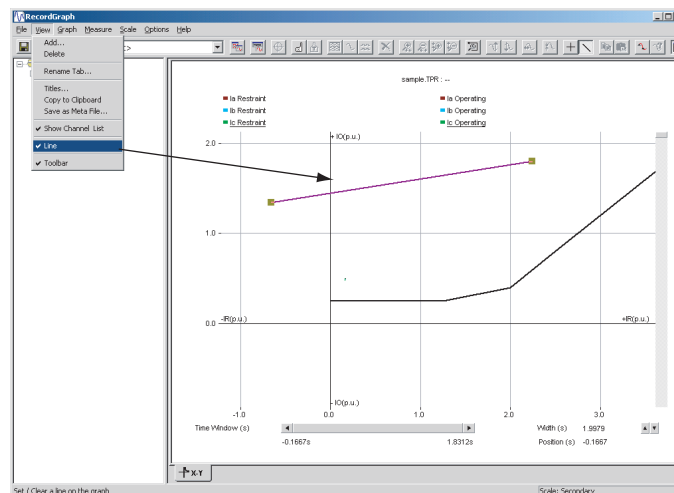 RecordGraph
File View Graph Measure Scale Options Help
Add...
Delete
Rename Tab...
Titles...
Copy to Clipboard
Save as Meta File...
Show Channel List
Line
Toolbar
sample.TPR : --
Ia Restraint Ia Operating
Ib Restraint Ib Operating
Ic Restraint Ic Operating
+ IO(p.u.)
2.0
1.0
0.0
-IR(p.u.) +IR(p.u.)
- IO(p.u.)
-1.0 0.0 1.0 2.0 3.0
Time Window (s) Width (s) 1.9979
-0.1667s 1.8312s Position (s) -0.1667
X-Y
Set / Clear a line on the graph Scale: Secondary